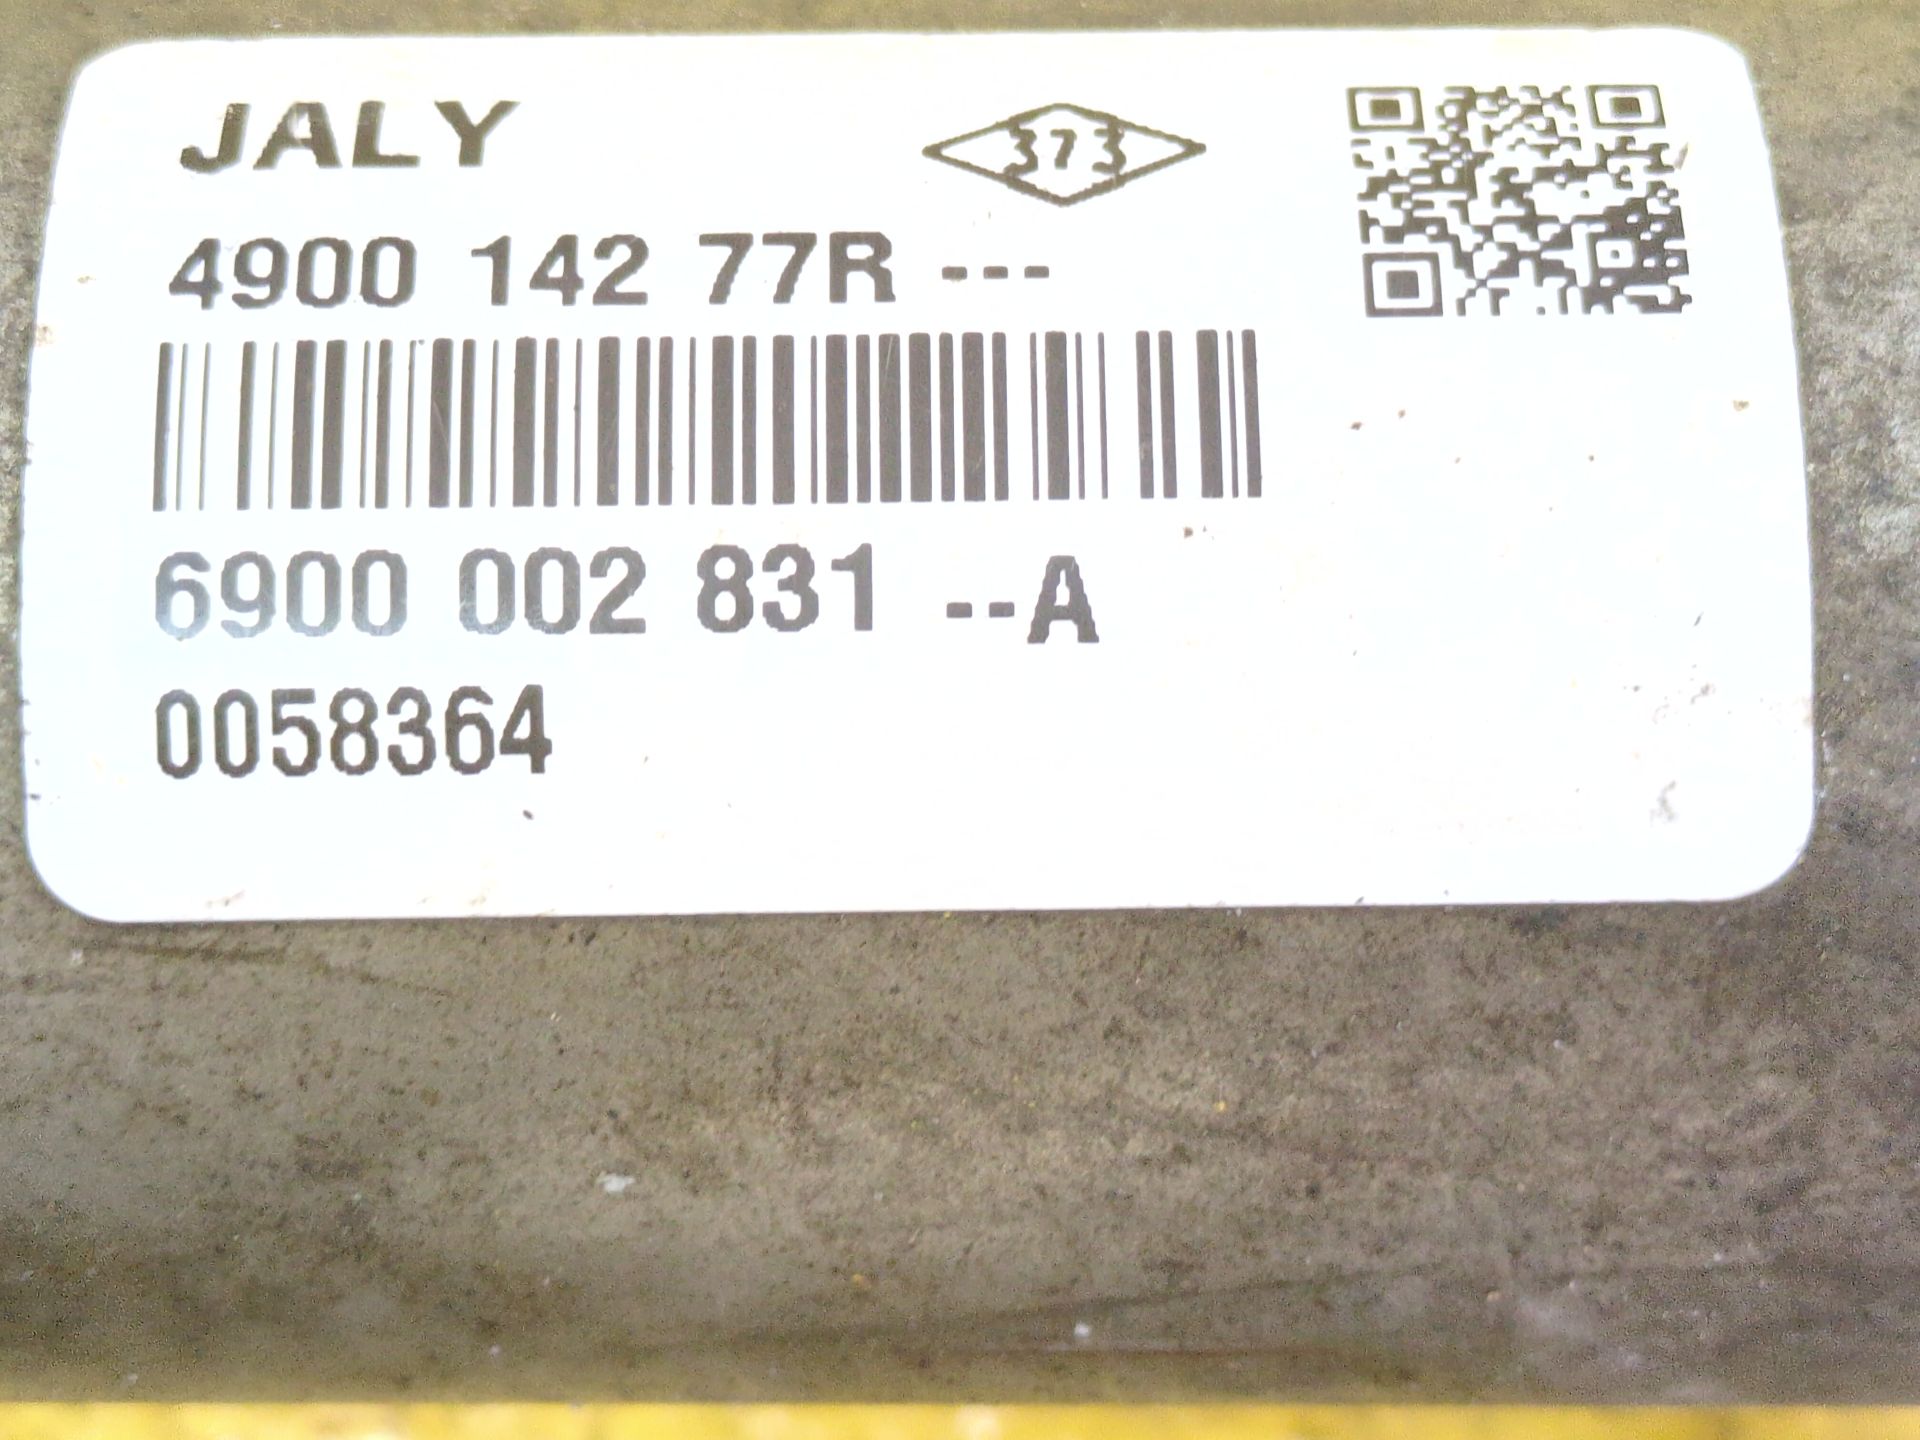 JALY
373
4900 142 77R ---
6900 002 831 --A
0058364